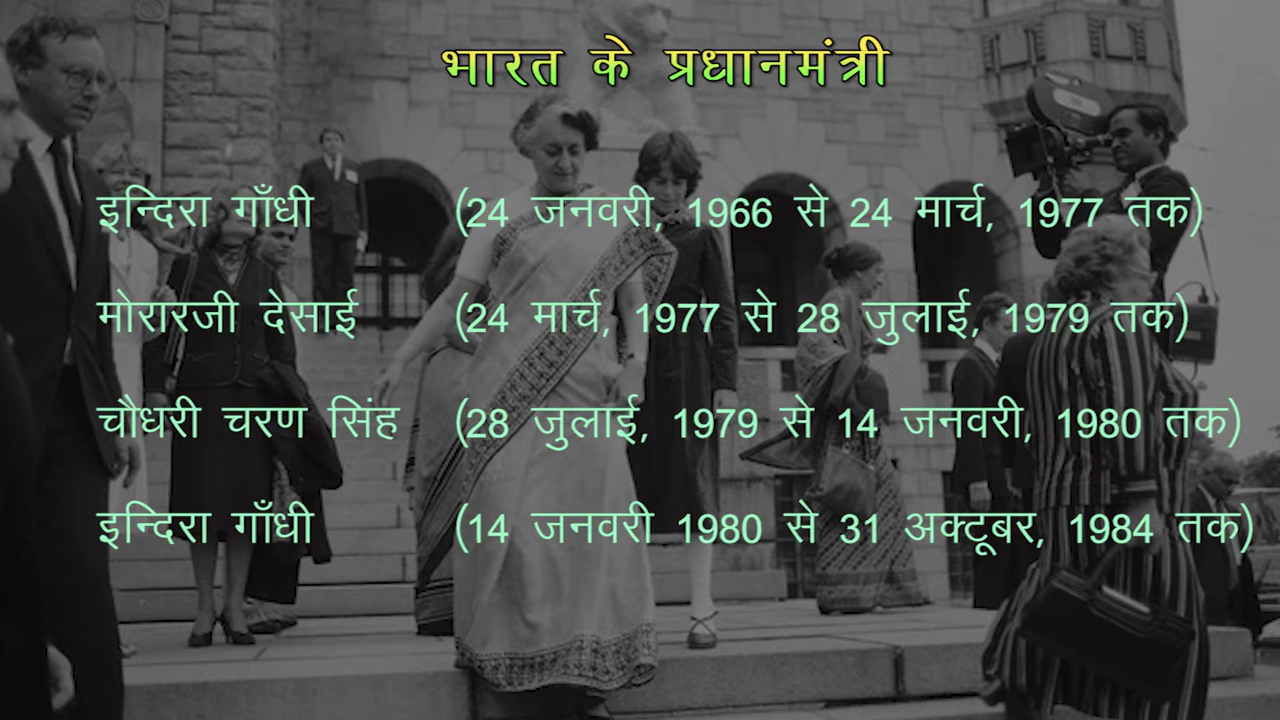 भारत के प्रधानमंत्री
इन्दिरा गाँधी (24 जनवरी, 1966 से 24 मार्च, 1977 तक)
मोरारजी देसाई (24 मार्च, 1977 से 28 जुलाई, 1979 तक)
चौधरी चरण सिंह (28 जुलाई, 1979 से 14 जनवरी, 1980 तक)
इन्दिरा गाँधी (14 जनवरी 1980 से 31 अक्टूबर, 1984 तक)